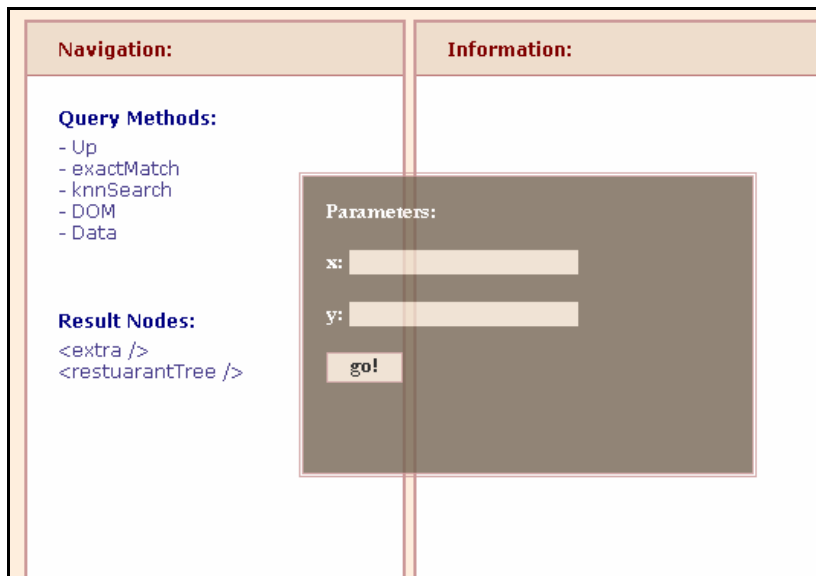 Navigation:
Query Methods:
- Up
- exactMatch
- knnSearch
- DOM
- Data
Result Nodes:
<extra />
<restuarantTree />
Information:
Parameters:
x:
y:
go!